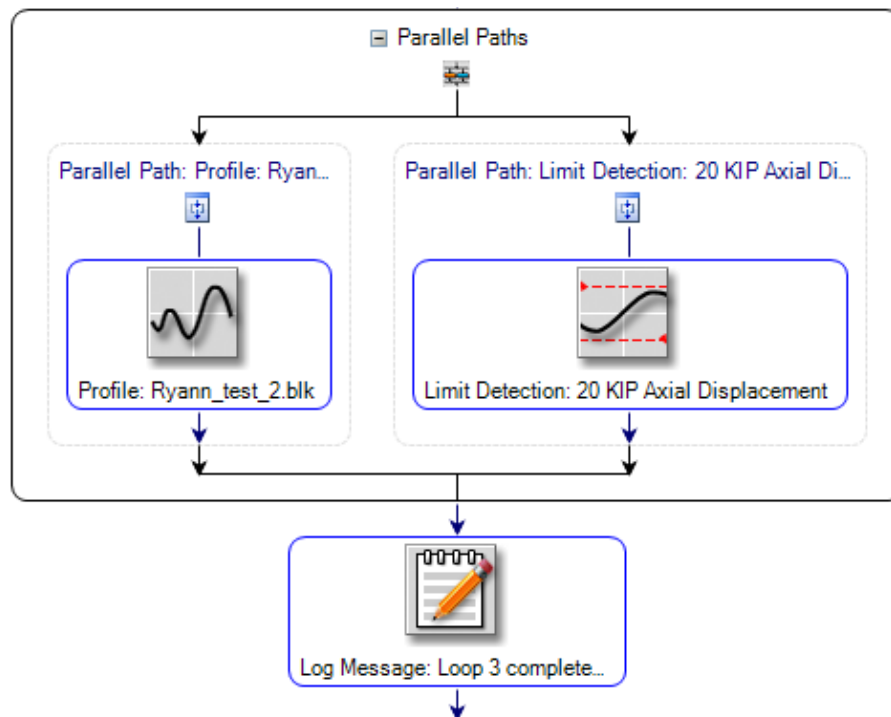 Parallel Paths
Parallel Path: Profile: Ryan...
Parallel Path: Limit Detection: 20 KIP Axial Di...
Profile: Ryann_test_2.blk
Limit Detection: 20 KIP Axial Displacement
Log Message: Loop 3 complete...